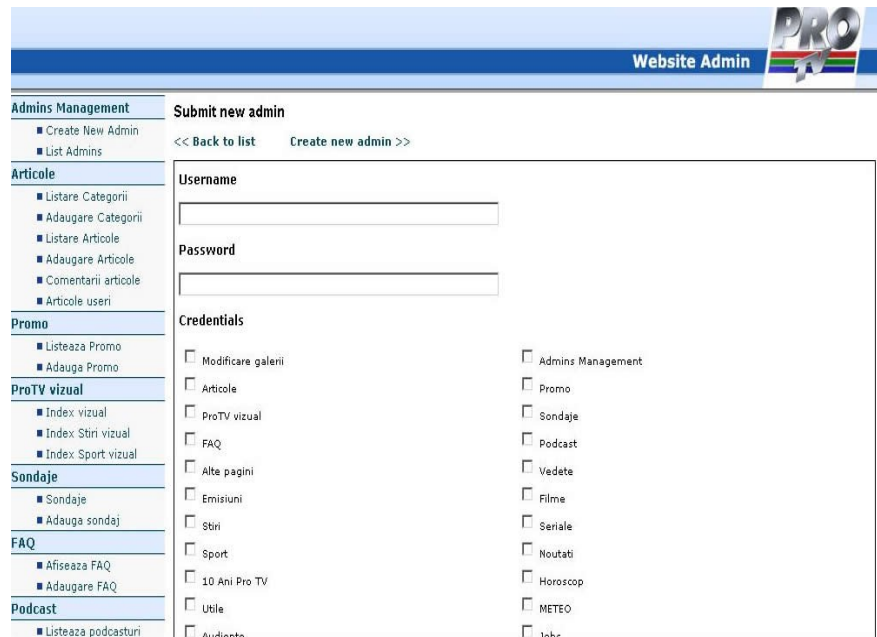 PRO
TV
Website Admin
Admins Management
Create New Admin
List Admins
Articole
Listare Categorii
Adaugare Categorii
Listare Articole
Adaugare Articole
Comentarii articole
Articole useri
Promo
Listeaza Promo
Adauga Promo
ProTV vizual
Index vizual
Index Stiri vizual
Index Sport vizual
Sondaje
Sondaje
Adauga sondaj
FAQ
Afiseaza FAQ
Adaugare FAQ
Podcast
Listeaza podcasturi
Submit new admin
<< Back to list Create new admin >>
Username
Password
Credentials
Modificare galerii Admins Management
Articole Promo
ProTV vizual Sondaje
FAQ Podcast
Alte pagini Vedete
Emisiuni Filme
Stiri Seriale
Sport Noutati
10 Ani Pro TV Horoscop
Utile METEO
Audiente Jobs